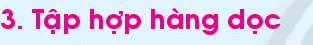 3. Tập hợp hàng dọc